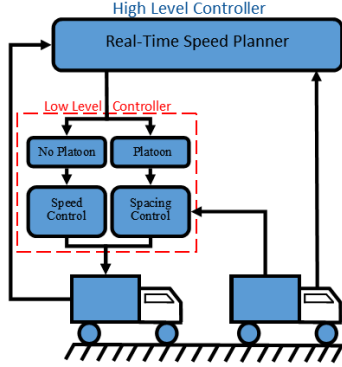 High Level Controller
Real-Time Speed Planner
Low Level Controller
No Platoon
Platoon
Speed
Control
Spacing
Control